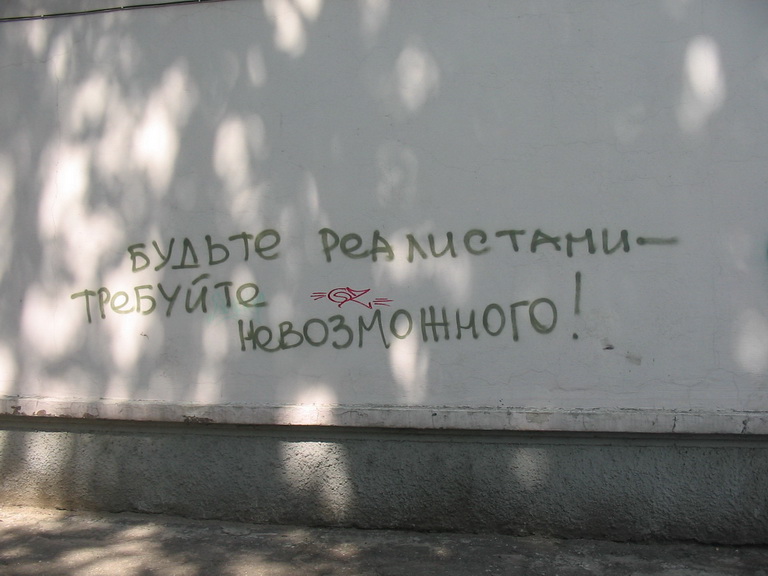 Будьте реалистами—
требуйте
невозможного!